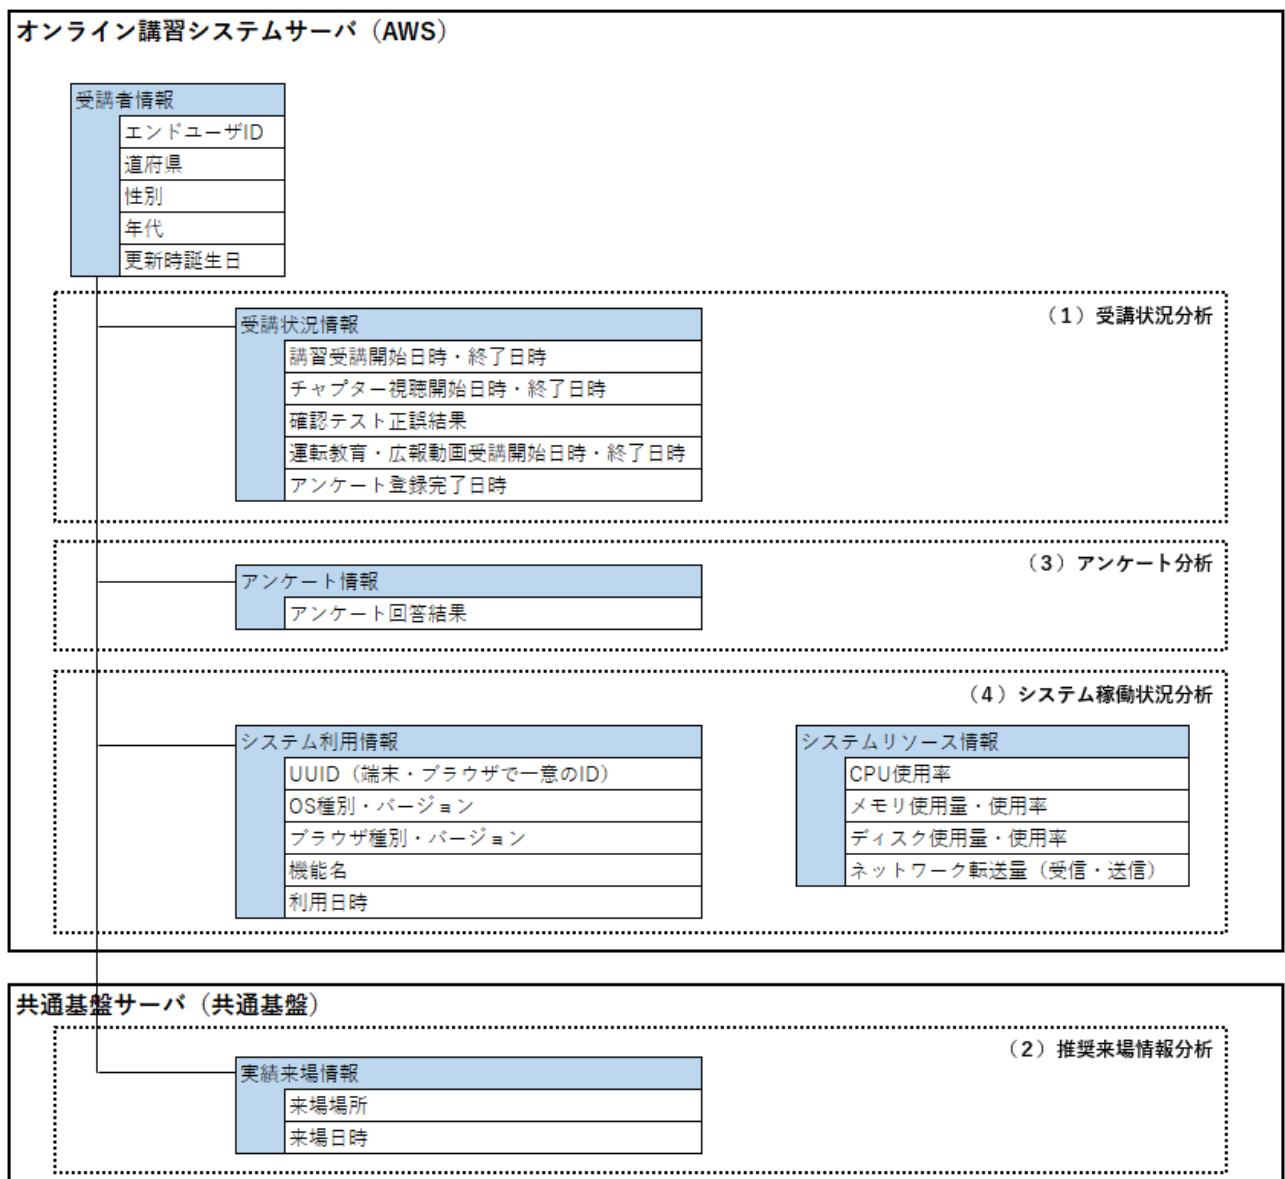 オンライン講習システムサーバ（AWS）
受講者情報
エンドユーザID
道府県
性別
年代
更新時誕生日
（1）受講状況分析
受講状況情報
講習受講開始日時・終了日時
チャプター視聴開始日時・終了日時
確認テスト正誤結果
運転教育・広報動画受講開始日時・終了日時
アンケート登録完了日時
（3）アンケート分析
アンケート情報
アンケート回答結果
（4）システム稼働状況分析
システム利用情報
UUID（端末・ブラウザで一意のID）
OS種別・バージョン
ブラウザ種別・バージョン
機能名
利用日時
システムリソース情報
CPU使用率
メモリ使用量・使用率
ディスク使用量・使用率
ネットワーク転送量（受信・送信）
共通基盤サーバ（共通基盤）
（2）推奨来場情報分析
実績来場情報
来場場所
来場日時